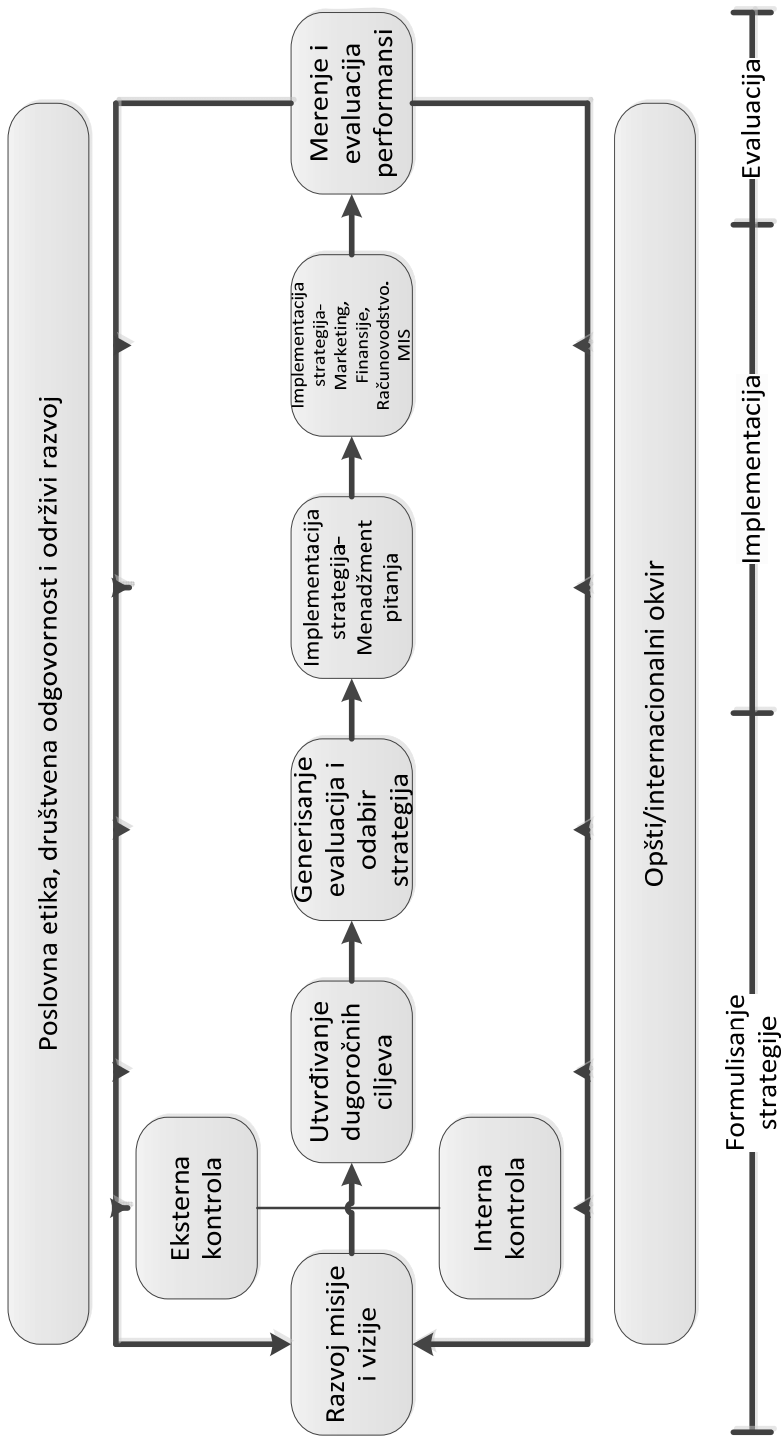 Poslovna etika, društvena odgovornost i održivi razvoj
Eksterna
kontrola
Razvoj misije
i vizije
Utvrđivanje
dugoročnih
ciljeva
Generisanje
evaluacija i
odabir
strategija
Implementacija
strategija-
Menadžment
pitanja
Implementacija
strategija-
Marketing,
Finansije,
Računovodstvo.
MIS
Merenje i
evaluacija
performansi
Interna
kontrola
Opšti/internacionalni okvir
Formulisanje
strategije
Implementacija
Evaluacija